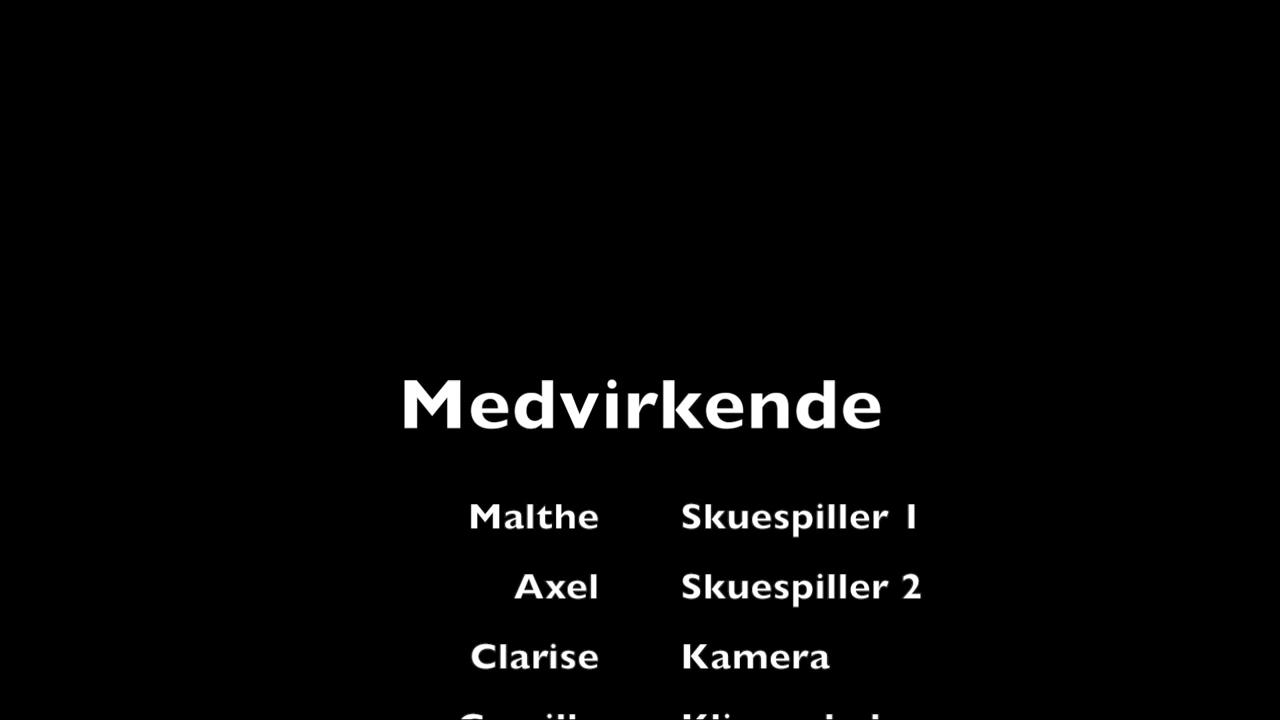 Medvirkende
Malthe Skuespiller 1
Axel Skuespiller 2
Clarise Kamera